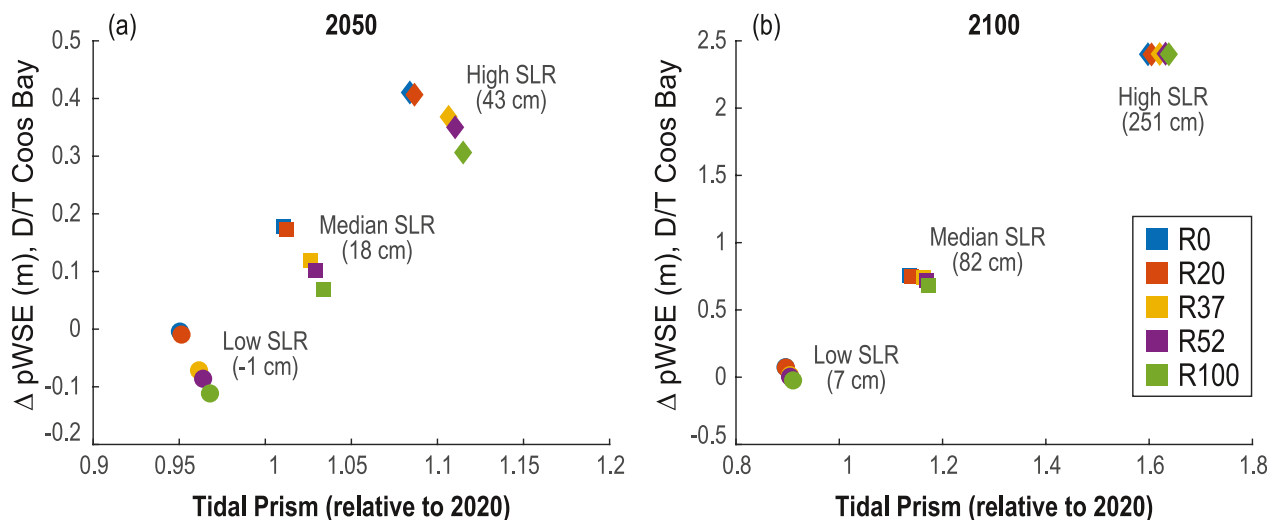 (a)
2050
0.5
0.4
0.3
0.2
0.1
0
-0.1
-0.2
Δ pWSE (m), D/T Coos Bay
High SLR
(43 cm)
Median SLR
(18 cm)
Low SLR
(-1 cm)
0.9 0.95 1 1.05 1.1 1.15 1.2
Tidal Prism (relative to 2020)
(b)
2100
2.5
2
1.5
1
0.5
0
-0.5
Δ pWSE (m), D/T Coos Bay
High SLR
(251 cm)
Median SLR
(82 cm)
Low SLR
(7 cm)
R0
R20
R37
R52
R100
0.8 1 1.2 1.4 1.6 1.8
Tidal Prism (relative to 2020)